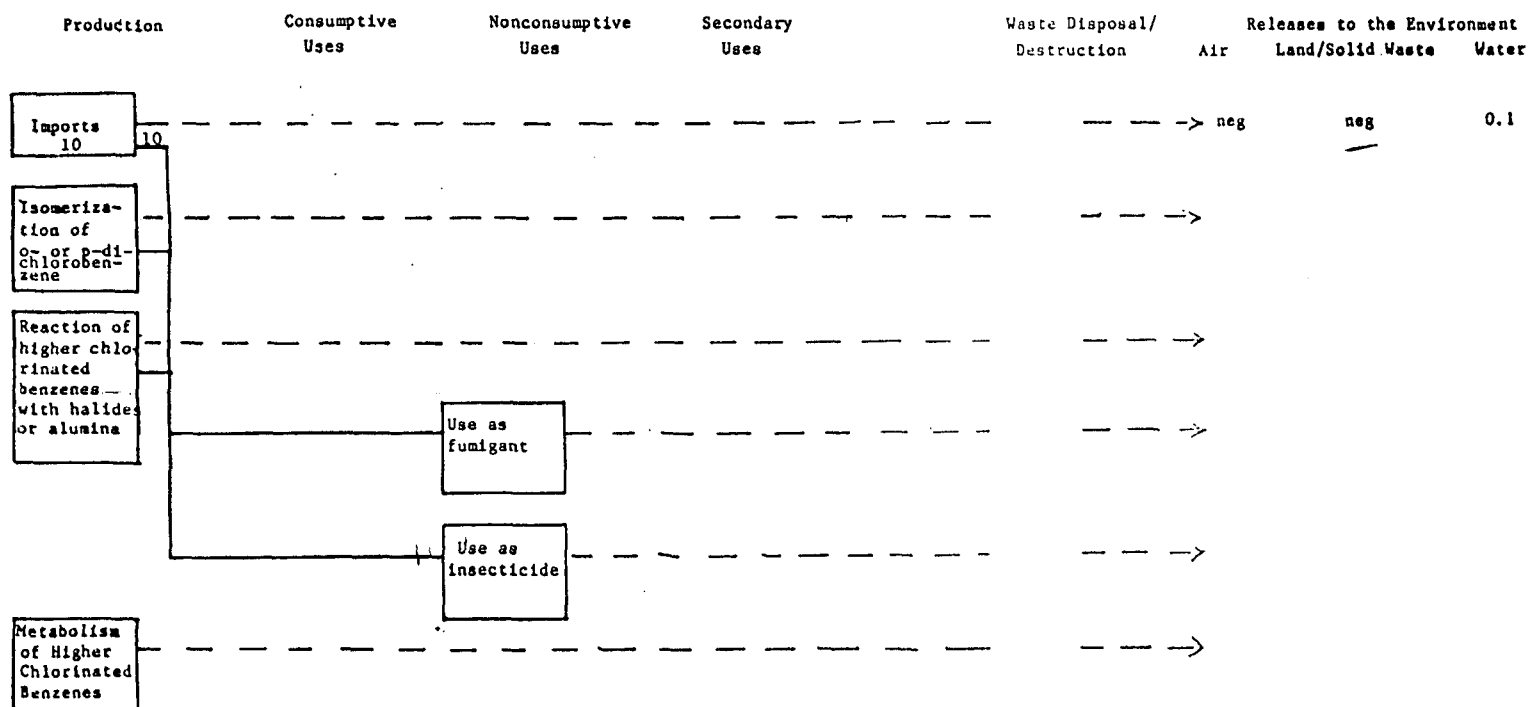 Production Consumptive Nonconsumptive Secondary Waste Disposal/ Releases to the Environment
Uses Uses Uses Destruction Air Land/Solid Waste Water
Imports
10
10
neg neg 0.1
Isomeriza-
tion of
o- or p-di-
chloroben-
zene
Reaction of
higher chlo-
rinated
benzenes
with halides
or alumina
Use as
fumigant
Use as
insecticide
Metabolism
of Higher
Chlorinated
Benzenes